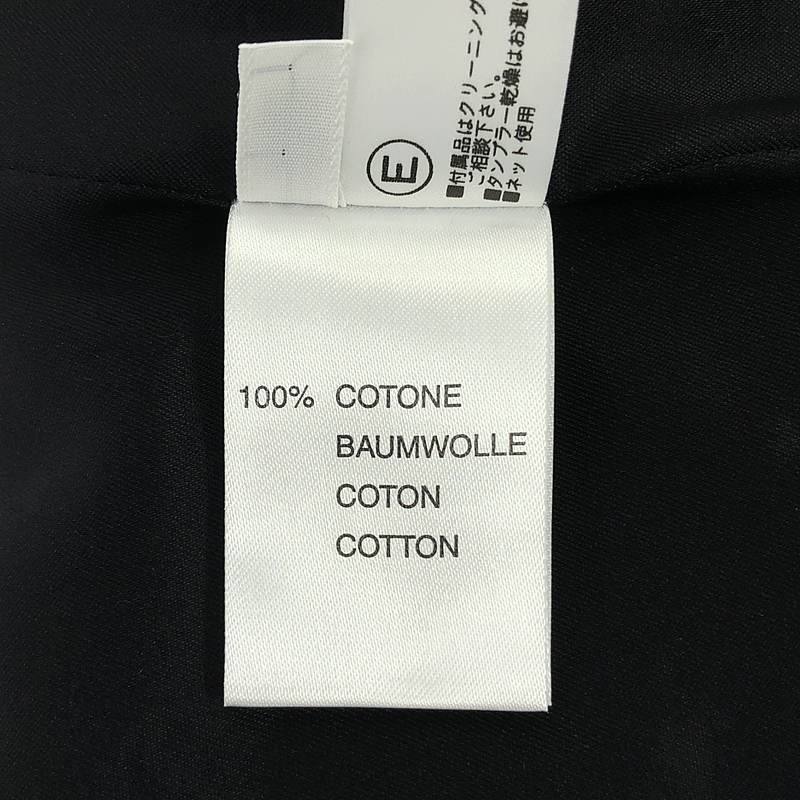 Ⓔ
■付属品はクリーニング
ご相談下さい。
■タンブラー乾燥はお避け
■ネット使用
100% COTONE
BAUMWOLLE
COTON
COTTON